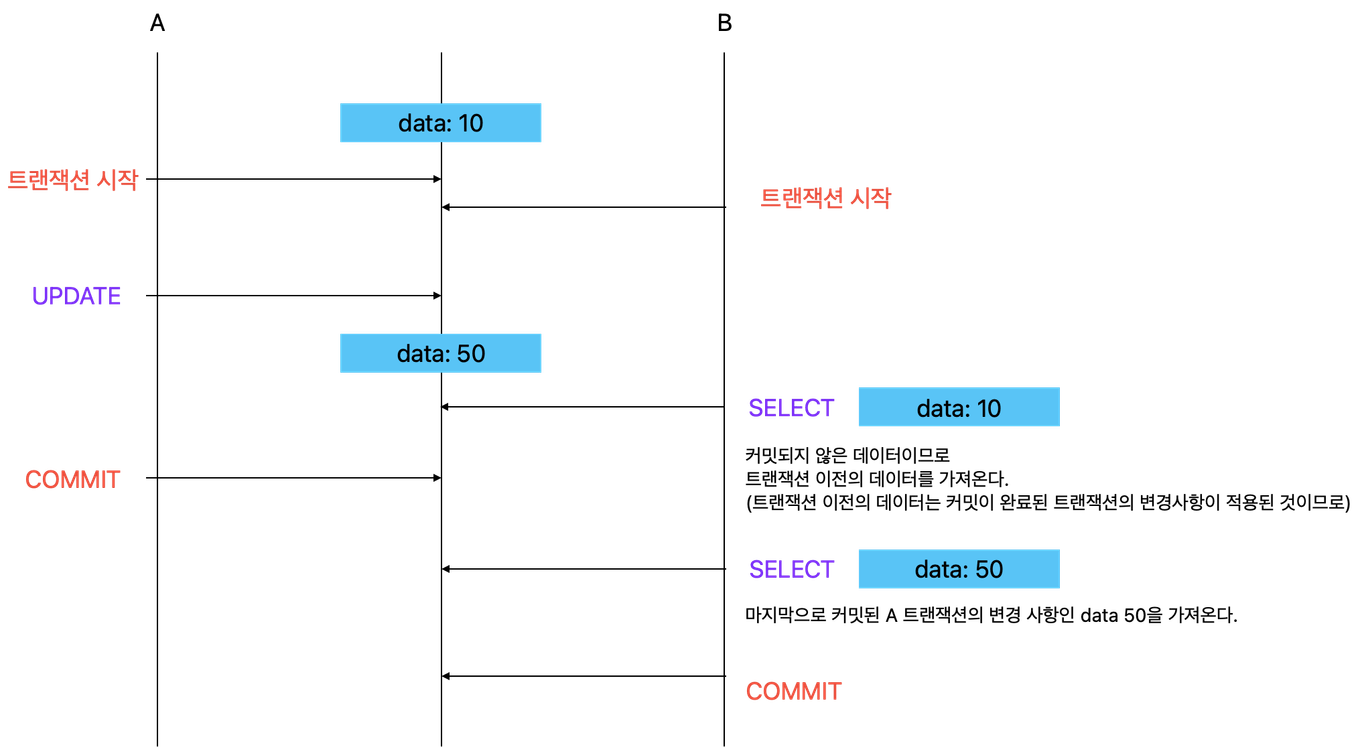 A
B
data: 10
트랜잭션 시작
트랜잭션 시작
UPDATE
data: 50
SELECT
data: 10
커밋되지 않은 데이터이므로
트랜잭션 이전의 데이터를 가져온다.
(트랜잭션 이전의 데이터는 커밋이 완료된 트랜잭션의 변경사항이 적용된 것이므로)
COMMIT
SELECT
data: 50
마지막으로 커밋된 A 트랜잭션의 변경 사항인 data 50을 가져온다.
COMMIT